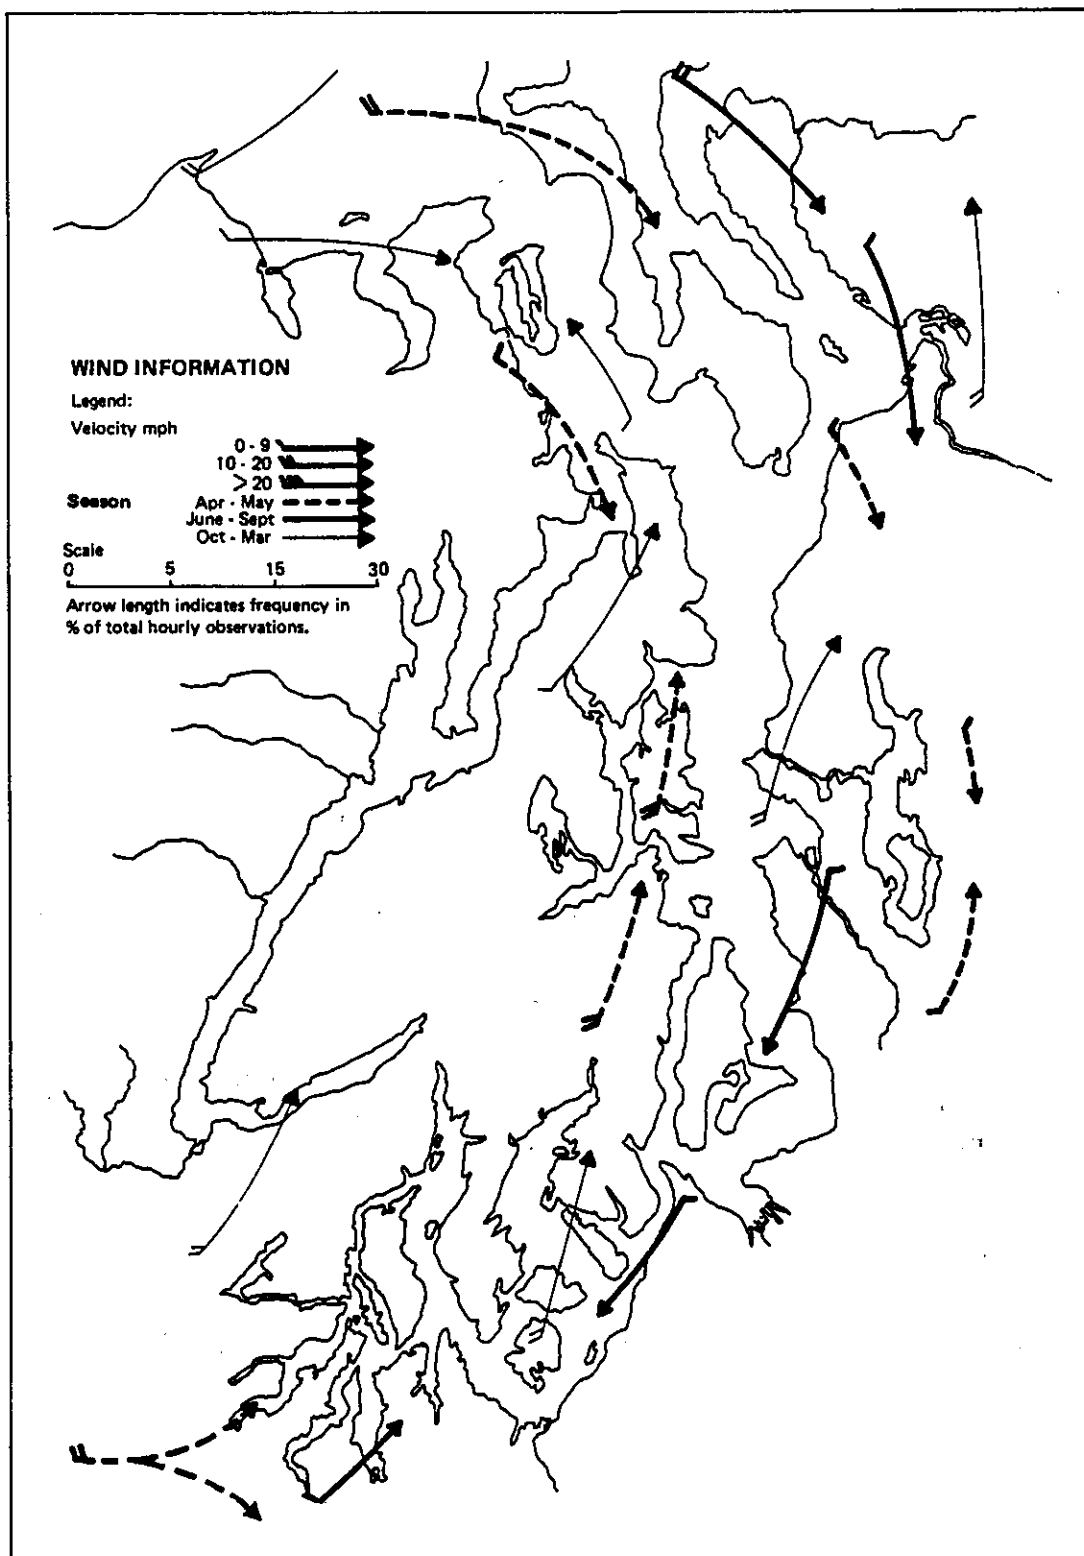 WIND INFORMATION
Legend:
Velocity mph
0 - 9
10 - 20
> 20
Season Apr - May
June - Sept
Oct - Mar
Scale
0 5 15 30
Arrow length indicates frequency in
% of total hourly observations.